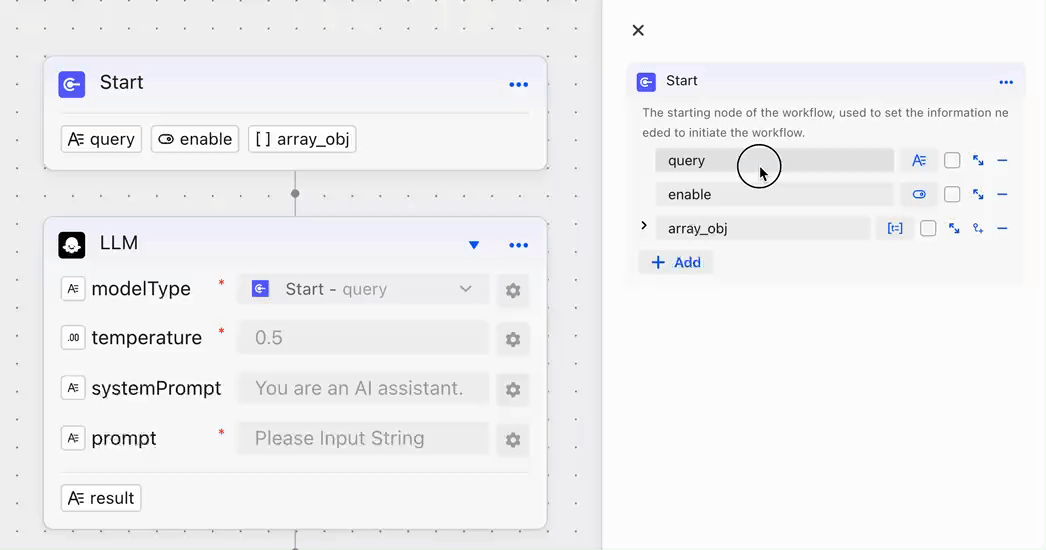 Start
query
enable
[ ] array_obj
LLM
modelType * Start - query
.00 temperature * 0.5
systemPrompt You are an AI assistant.
prompt * Please Input String
result
Start
The starting node of the workflow, used to set the information ne
eded to initiate the workflow.
query
enable
array_obj
+ Add